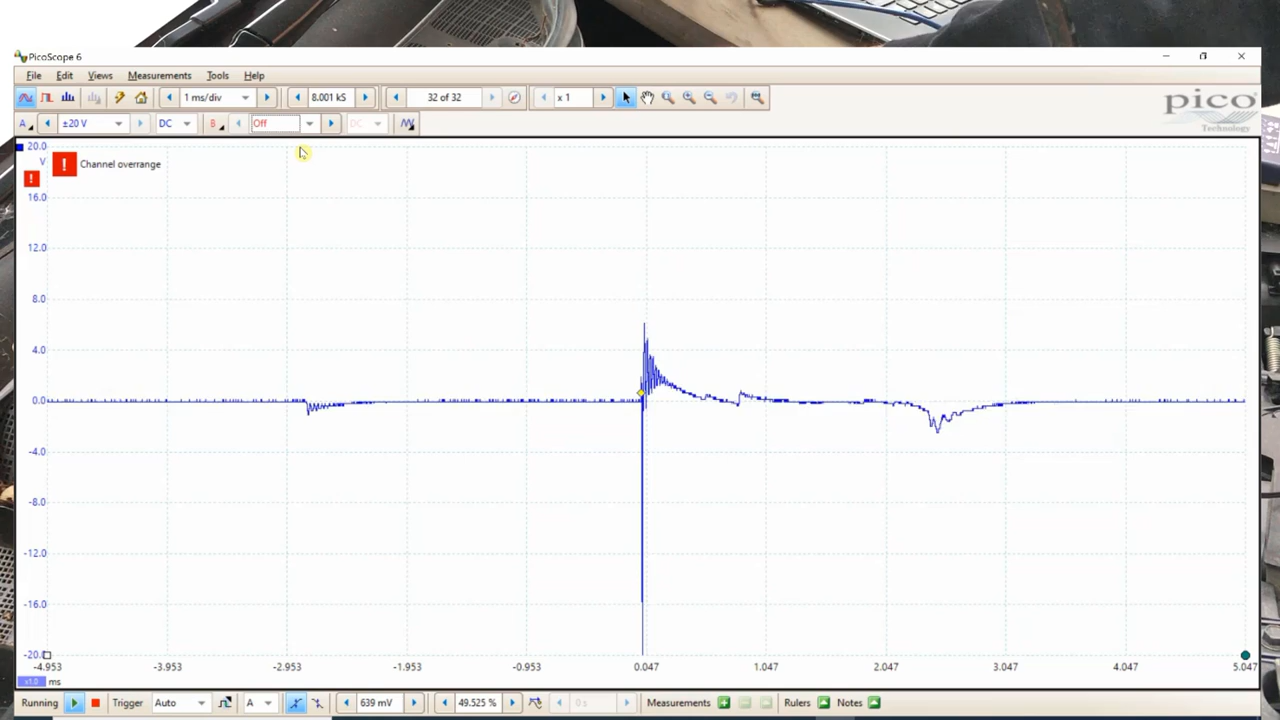 PicoScope 6
File Edit Views Measurements Tools Help
1 ms/div 8.001 kS 32 of 32 x 1
pico
Technology
A ±20 V DC B Off DC
20.0
V
Channel overrange
16.0
12.0
8.0
4.0
0.0
-4.0
-8.0
-12.0
-16.0
-20.0
-4.953 -3.953 -2.953 -1.953 -0.953 0.047 1.047 2.047 3.047 4.047 5.047
x1.0 ms
Running Trigger Auto A 639 mV 49.525 % 0 s Measurements Rulers Notes